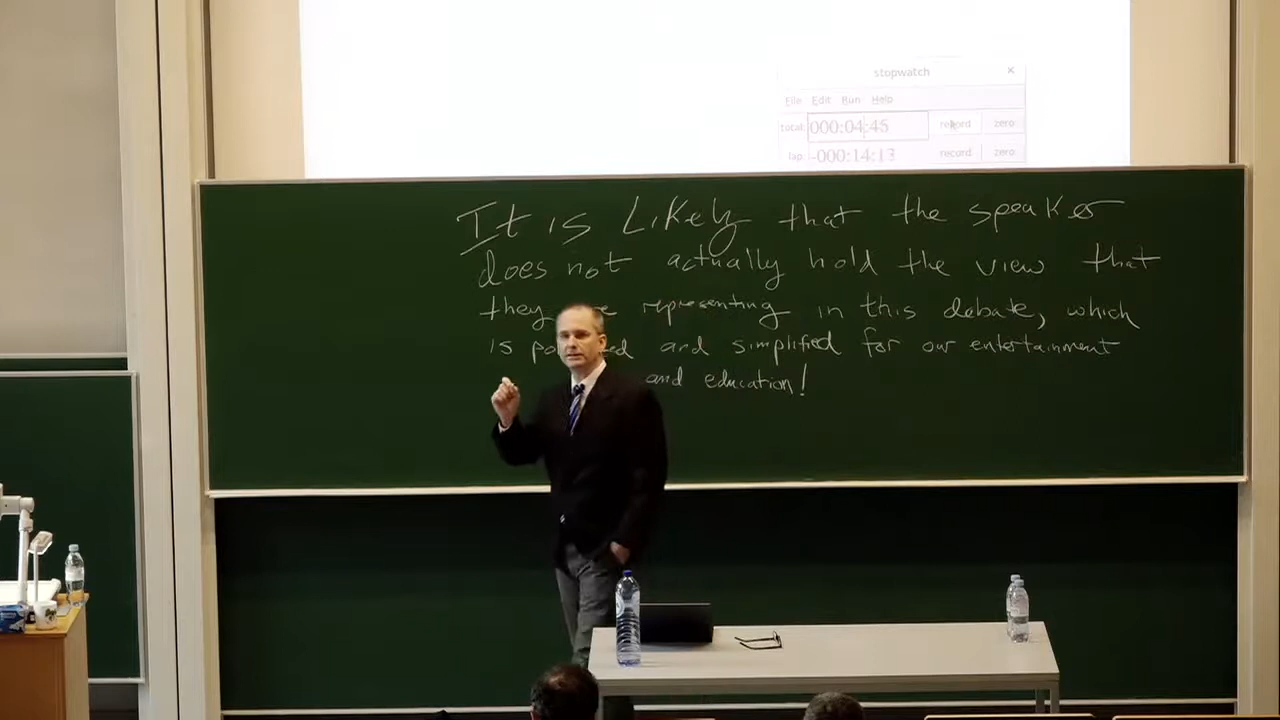 stopwatch ×
File Edit Run Help
total: 000:04:45 record zero
lap: -000:14:13 record zero
It is Likely that the speaker
does not actually hold the view that
they representing in this debate, which
is and simplified for our entertainment
and education!